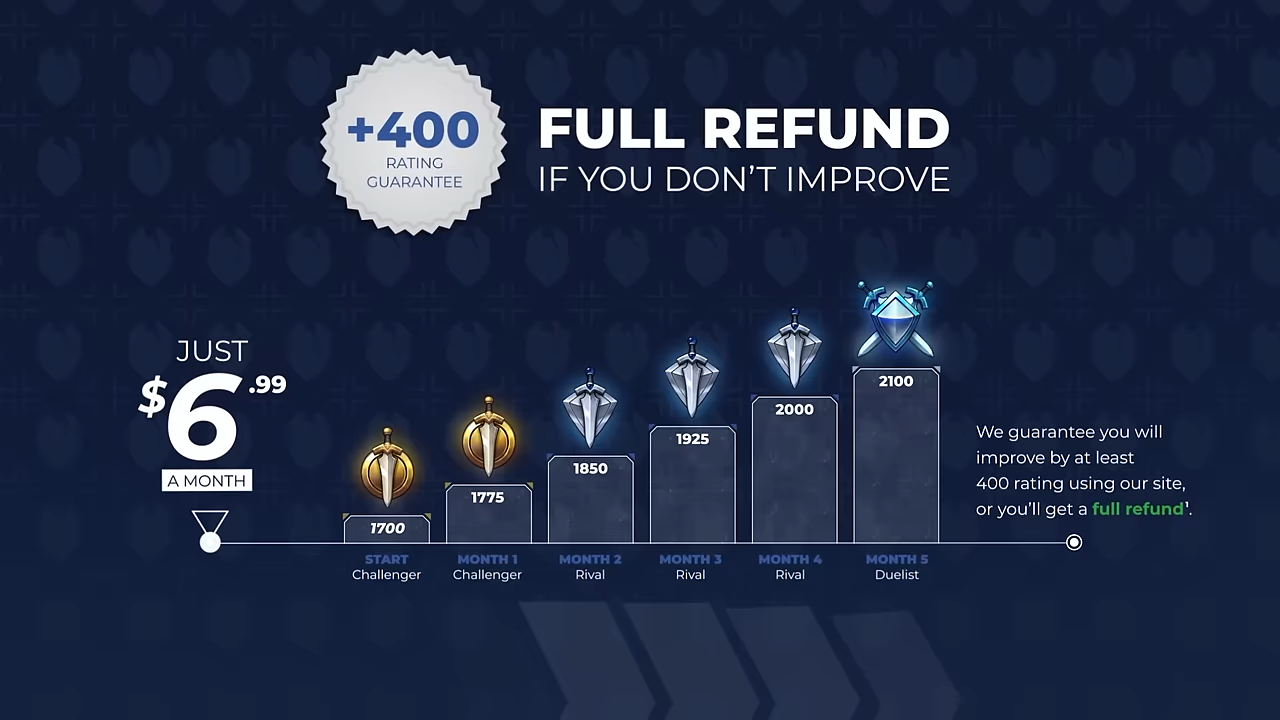 +400
RATING
GUARANTEE
FULL REFUND
IF YOU DON'T IMPROVE
JUST
$6.99
A MONTH
1700
1775
1850
1925
2000
2100
START
Challenger
MONTH 1
Challenger
MONTH 2
Rival
MONTH 3
Rival
MONTH 4
Rival
MONTH 5
Duelist
We guarantee you will
improve by at least
400 rating using our site,
or you'll get a full refund¹.